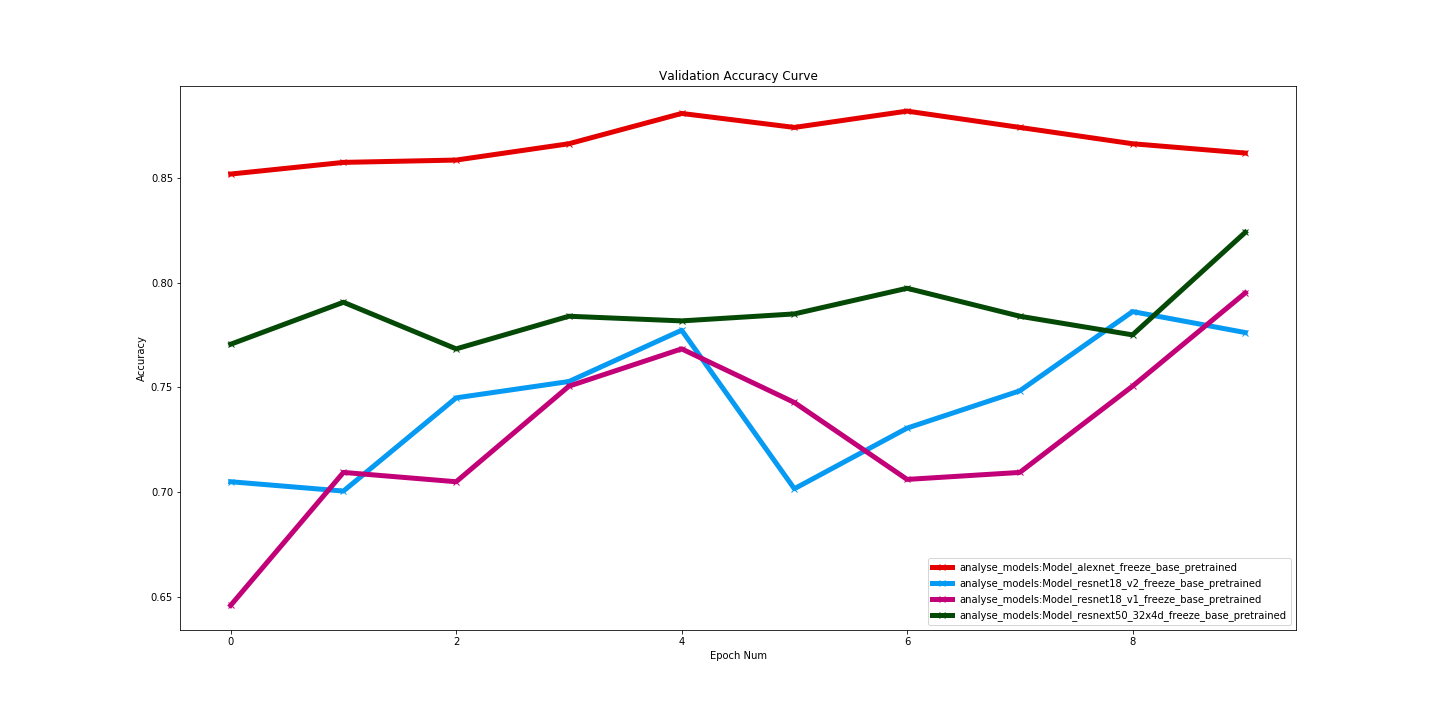 Validation Accuracy Curve
0.85
0.80
0.75
0.70
0.65
Accuracy
0 2 4 6 8
Epoch Num
analyse_models:Model_alexnet_freeze_base_pretrained
analyse_models:Model_resnet18_v2_freeze_base_pretrained
analyse_models:Model_resnet18_v1_freeze_base_pretrained
analyse_models:Model_resnext50_32x4d_freeze_base_pretrained